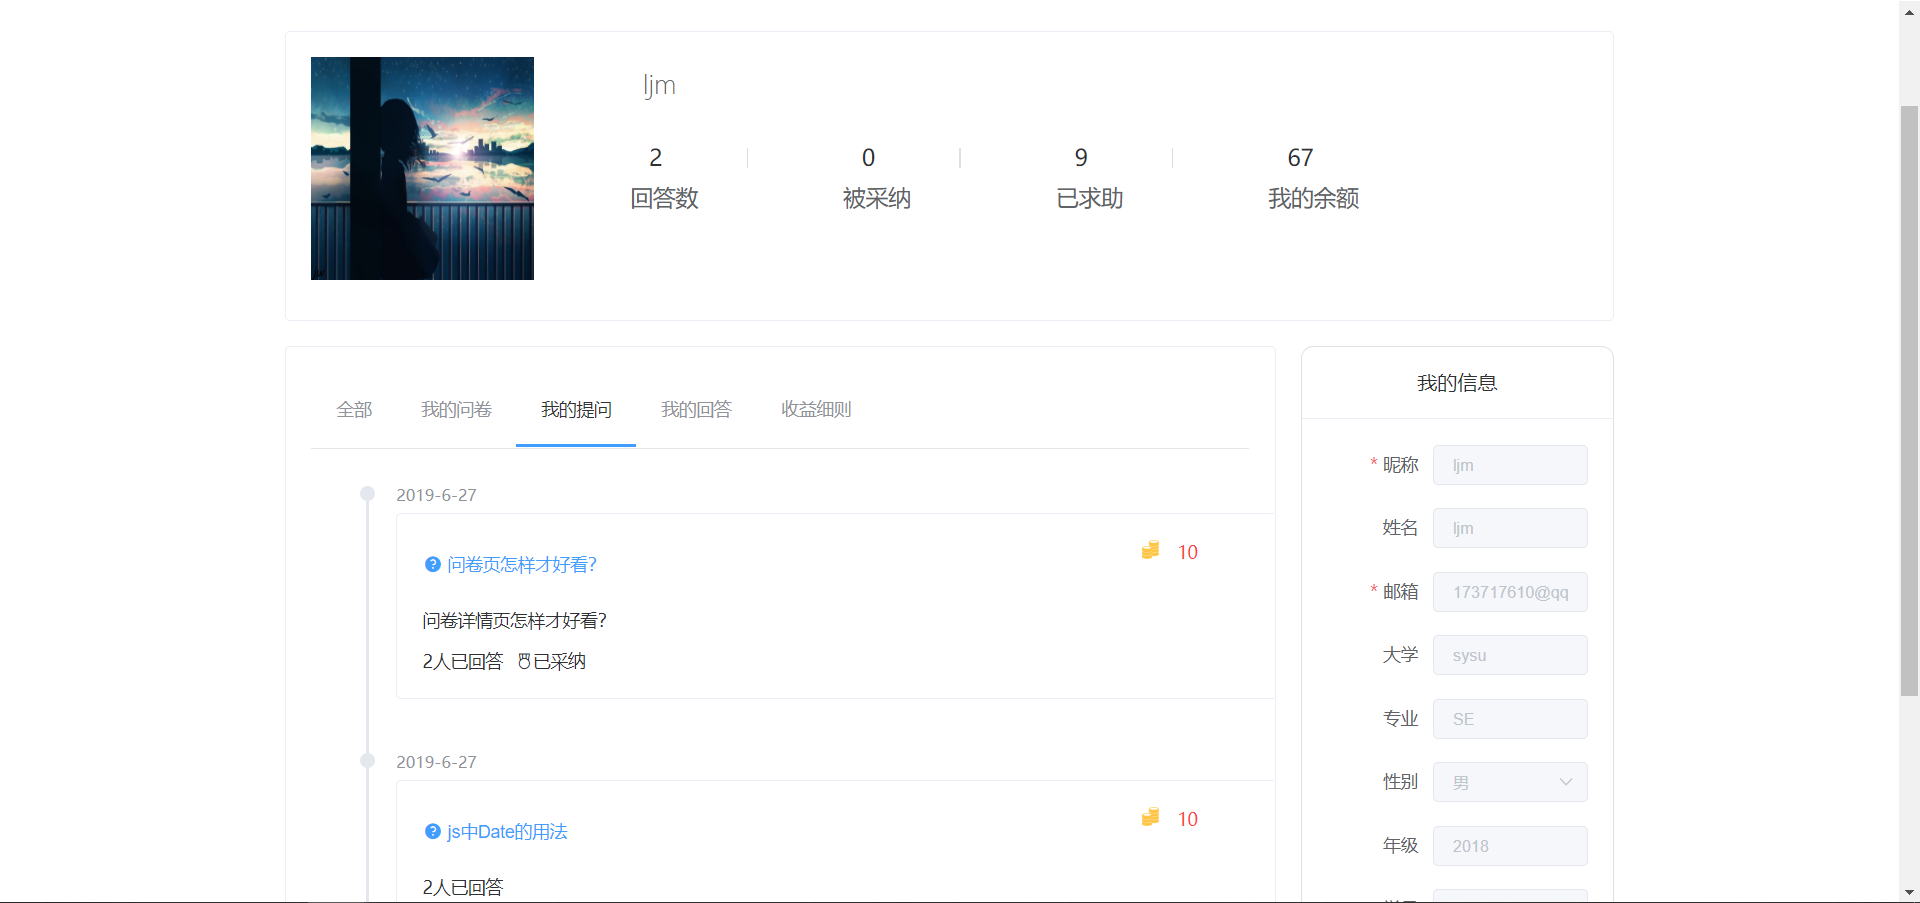 ljm
2 0 9 67
回答数 被采纳 已求助 我的余额
全部 我的问卷 我的提问 我的回答 收益细则
2019-6-27
问卷页怎样才好看? 10
问卷详情页怎样才好看?
2人已回答 已采纳
2019-6-27
js中Date的用法 10
2人已回答
我的信息
* 昵称 ljm
姓名 ljm
* 邮箱 173717610@qq
大学 sysu
专业 SE
性别 男
年级 2018